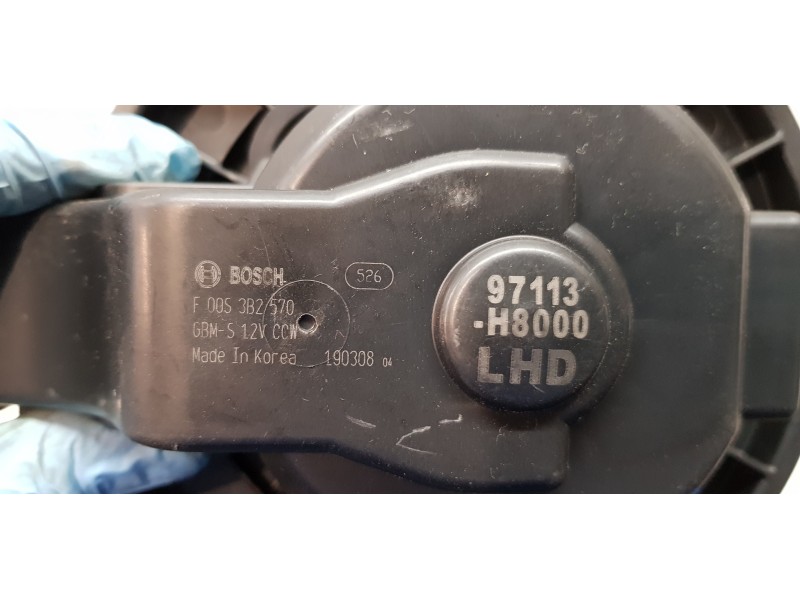 BOSCH 526
F 00S 3B2 570
GBM-S 12V CCW
Made In Korea 190308 04
97113
-H8000
LHD